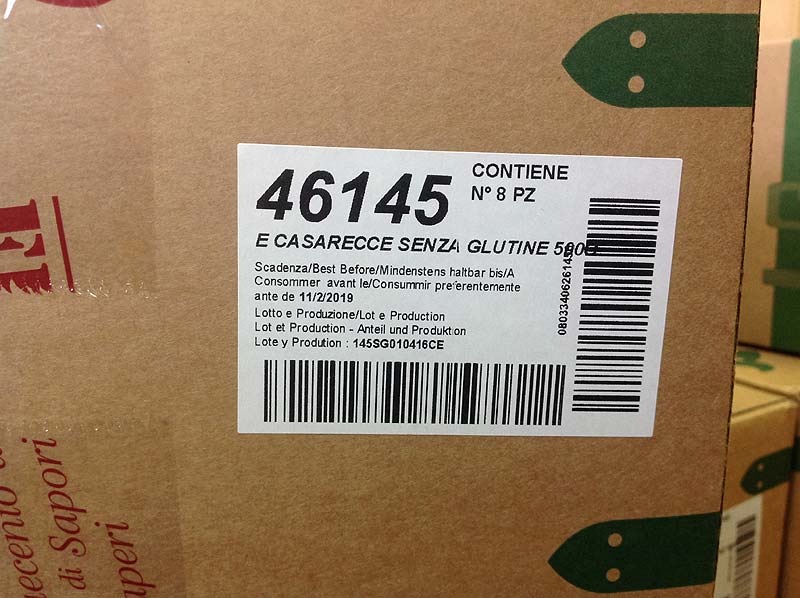 46145
CONTIENE
N° 8 PZ
E CASARECCE SENZA GLUTINE 500G
Scadenza/Best Before/Mindenstens haltbar bis/A
Consommer avant le/Consummir preferentemente
ante de 11/2/2019
Lotto e Produzione/Lot e Production
Lot et Production - Anteil und Produktion
Lote y Prodution : 145SG010416CE
di Sapori